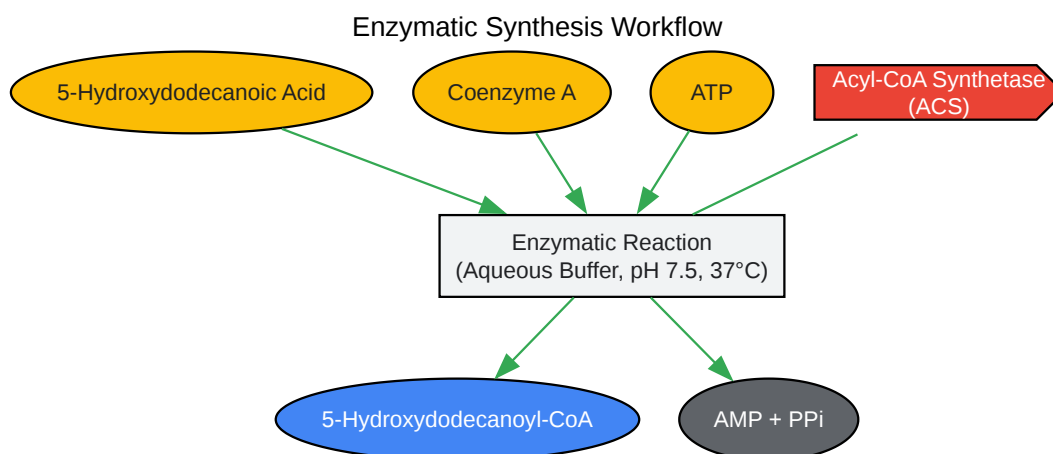 Enzymatic Synthesis Workflow
5-Hydroxydodecanoic Acid
Coenzyme A
ATP
Acyl-CoA Synthetase
(ACS)
Enzymatic Reaction
(Aqueous Buffer, pH 7.5, 37°C)
5-Hydroxydodecanoyl-CoA
AMP + PPi